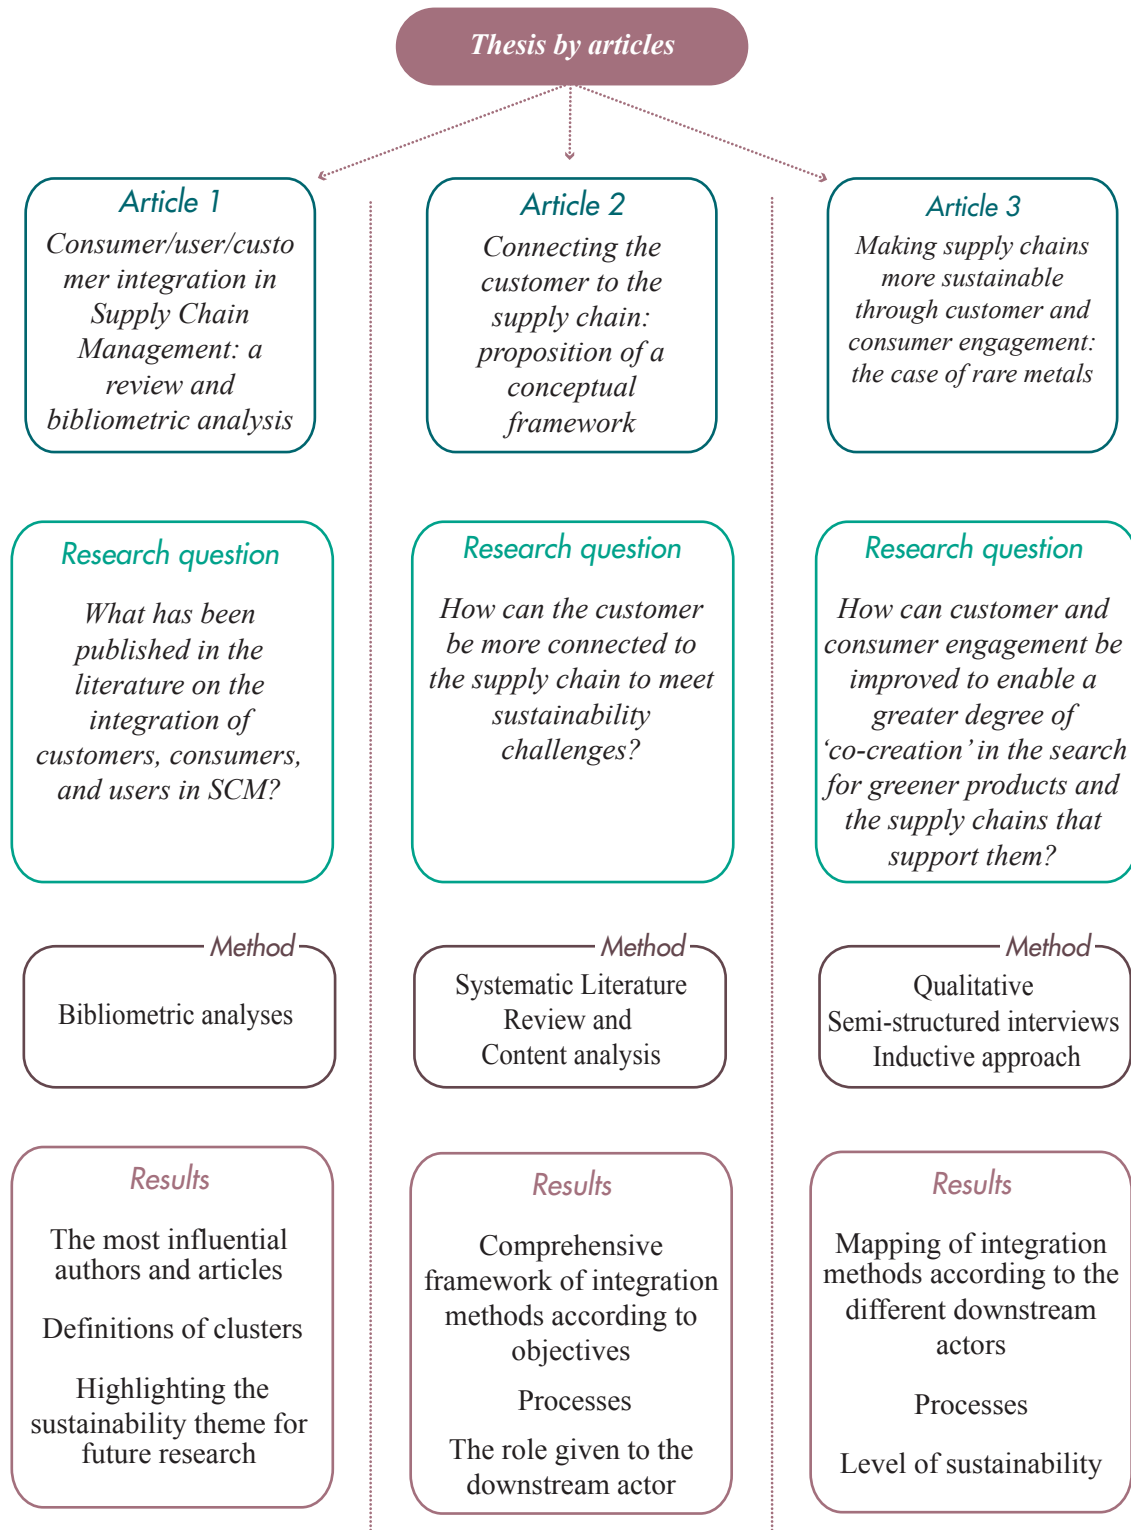 Thesis by articles
Article 1
Consumer/user/custo
mer integration in
Supply Chain
Management: a
review and
bibliometric analysis
Research question
What has been
published in the
literature on the
integration of
customers, consumers,
and users in SCM?
Method
Bibliometric analyses
Results
The most influential
authors and articles
Definitions of clusters
Highlighting the
sustainability theme for
future research
Article 2
Connecting the
customer to the
supply chain:
proposition of a
conceptual
framework
Research question
How can the customer
be more connected to
the supply chain to meet
sustainability
challenges?
Method
Systematic Literature
Review and
Content analysis
Results
Comprehensive
framework of integration
methods according to
objectives
Processes
The role given to the
downstream actor
Article 3
Making supply chains
more sustainable
through customer and
consumer engagement:
the case of rare metals
Research question
How can customer and
consumer engagement be
improved to enable a
greater degree of
‘co-creation’ in the search
for greener products and
the supply chains that
support them?
Method
Qualitative
Semi-structured interviews
Inductive approach
Results
Mapping of integration
methods according to the
different downstream
actors
Processes
Level of sustainability